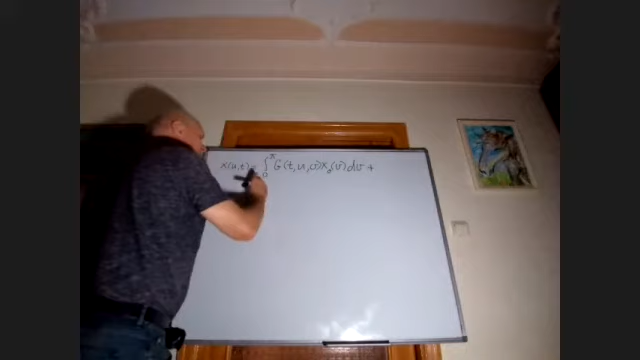 x(u,t) = ∫₀^π G(t,u,v) x₀(v) dv +